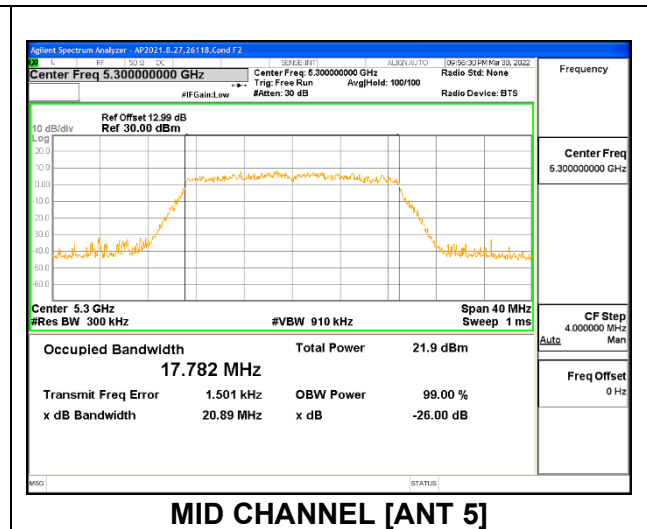 Agilent Spectrum Analyzer - AP2021.8.27,26118,Cond F2
L RF 50 Ω DC SENSE:INT ALIGN AUTO 09:56:30 PM Mar 30, 2022
Center Freq 5.300000000 GHz Center Freq: 5.300000000 GHz Radio Std: None Frequency
Trig: Free Run Avg|Hold: 100/100
#IFGain:Low #Atten: 30 dB Radio Device: BTS
Ref Offset 12.99 dB
10 dB/div Ref 30.00 dBm
Log
20.0
10.0
0.00
-10.0
-20.0
-30.0
-40.0
-50.0
-60.0
Center Freq
5.300000000 GHz
Center 5.3 GHz Span 40 MHz
#Res BW 300 kHz #VBW 910 kHz Sweep 1 ms
CF Step
4.000000 MHz
Auto Man
Occupied Bandwidth Total Power 21.9 dBm
17.782 MHz
Freq Offset
0 Hz
Transmit Freq Error 1.501 kHz OBW Power 99.00 %
x dB Bandwidth 20.89 MHz x dB -26.00 dB
MSG STATUS
MID CHANNEL [ANT 5]